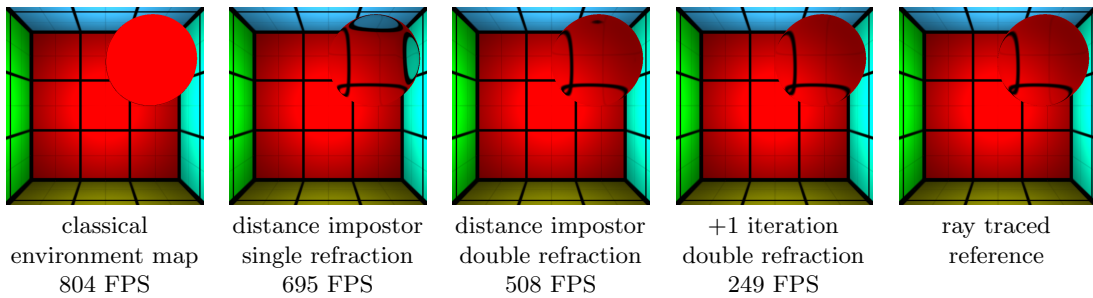 classical
environment map
804 FPS
distance impostor
single refraction
695 FPS
distance impostor
double refraction
508 FPS
+1 iteration
double refraction
249 FPS
ray traced
reference